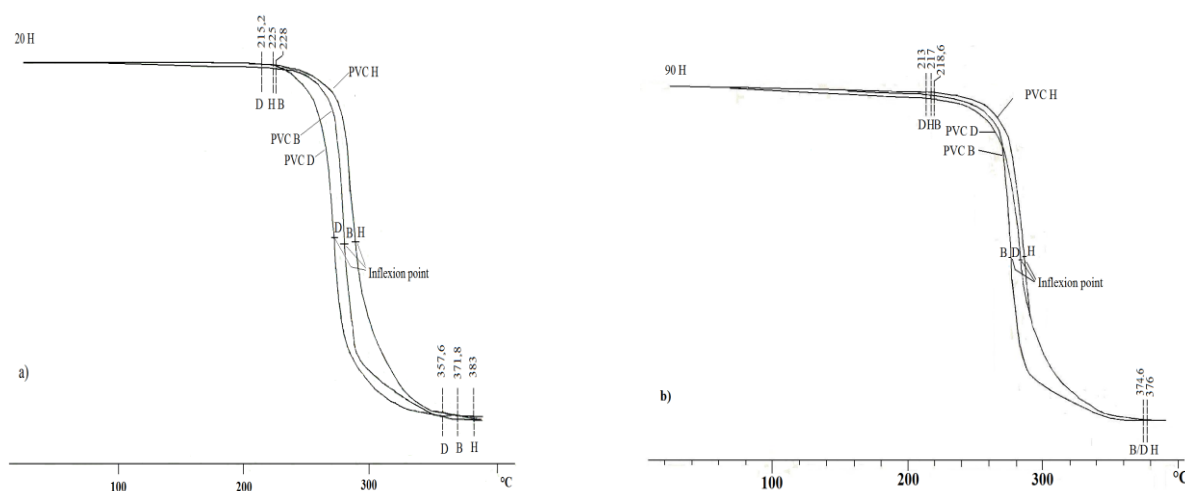 20 H
215,2
225
228
D H B
PVC H
PVC B
PVC D
D B H
Inflexion point
a)
357,6
371,8
383
D B H
100 200 300 °C
90 H
213
217
218,6
DHB
PVC H
PVC D
PVC B
B D H
Inflexion point
b)
374,6
376
B/D H
100 200 300 °C